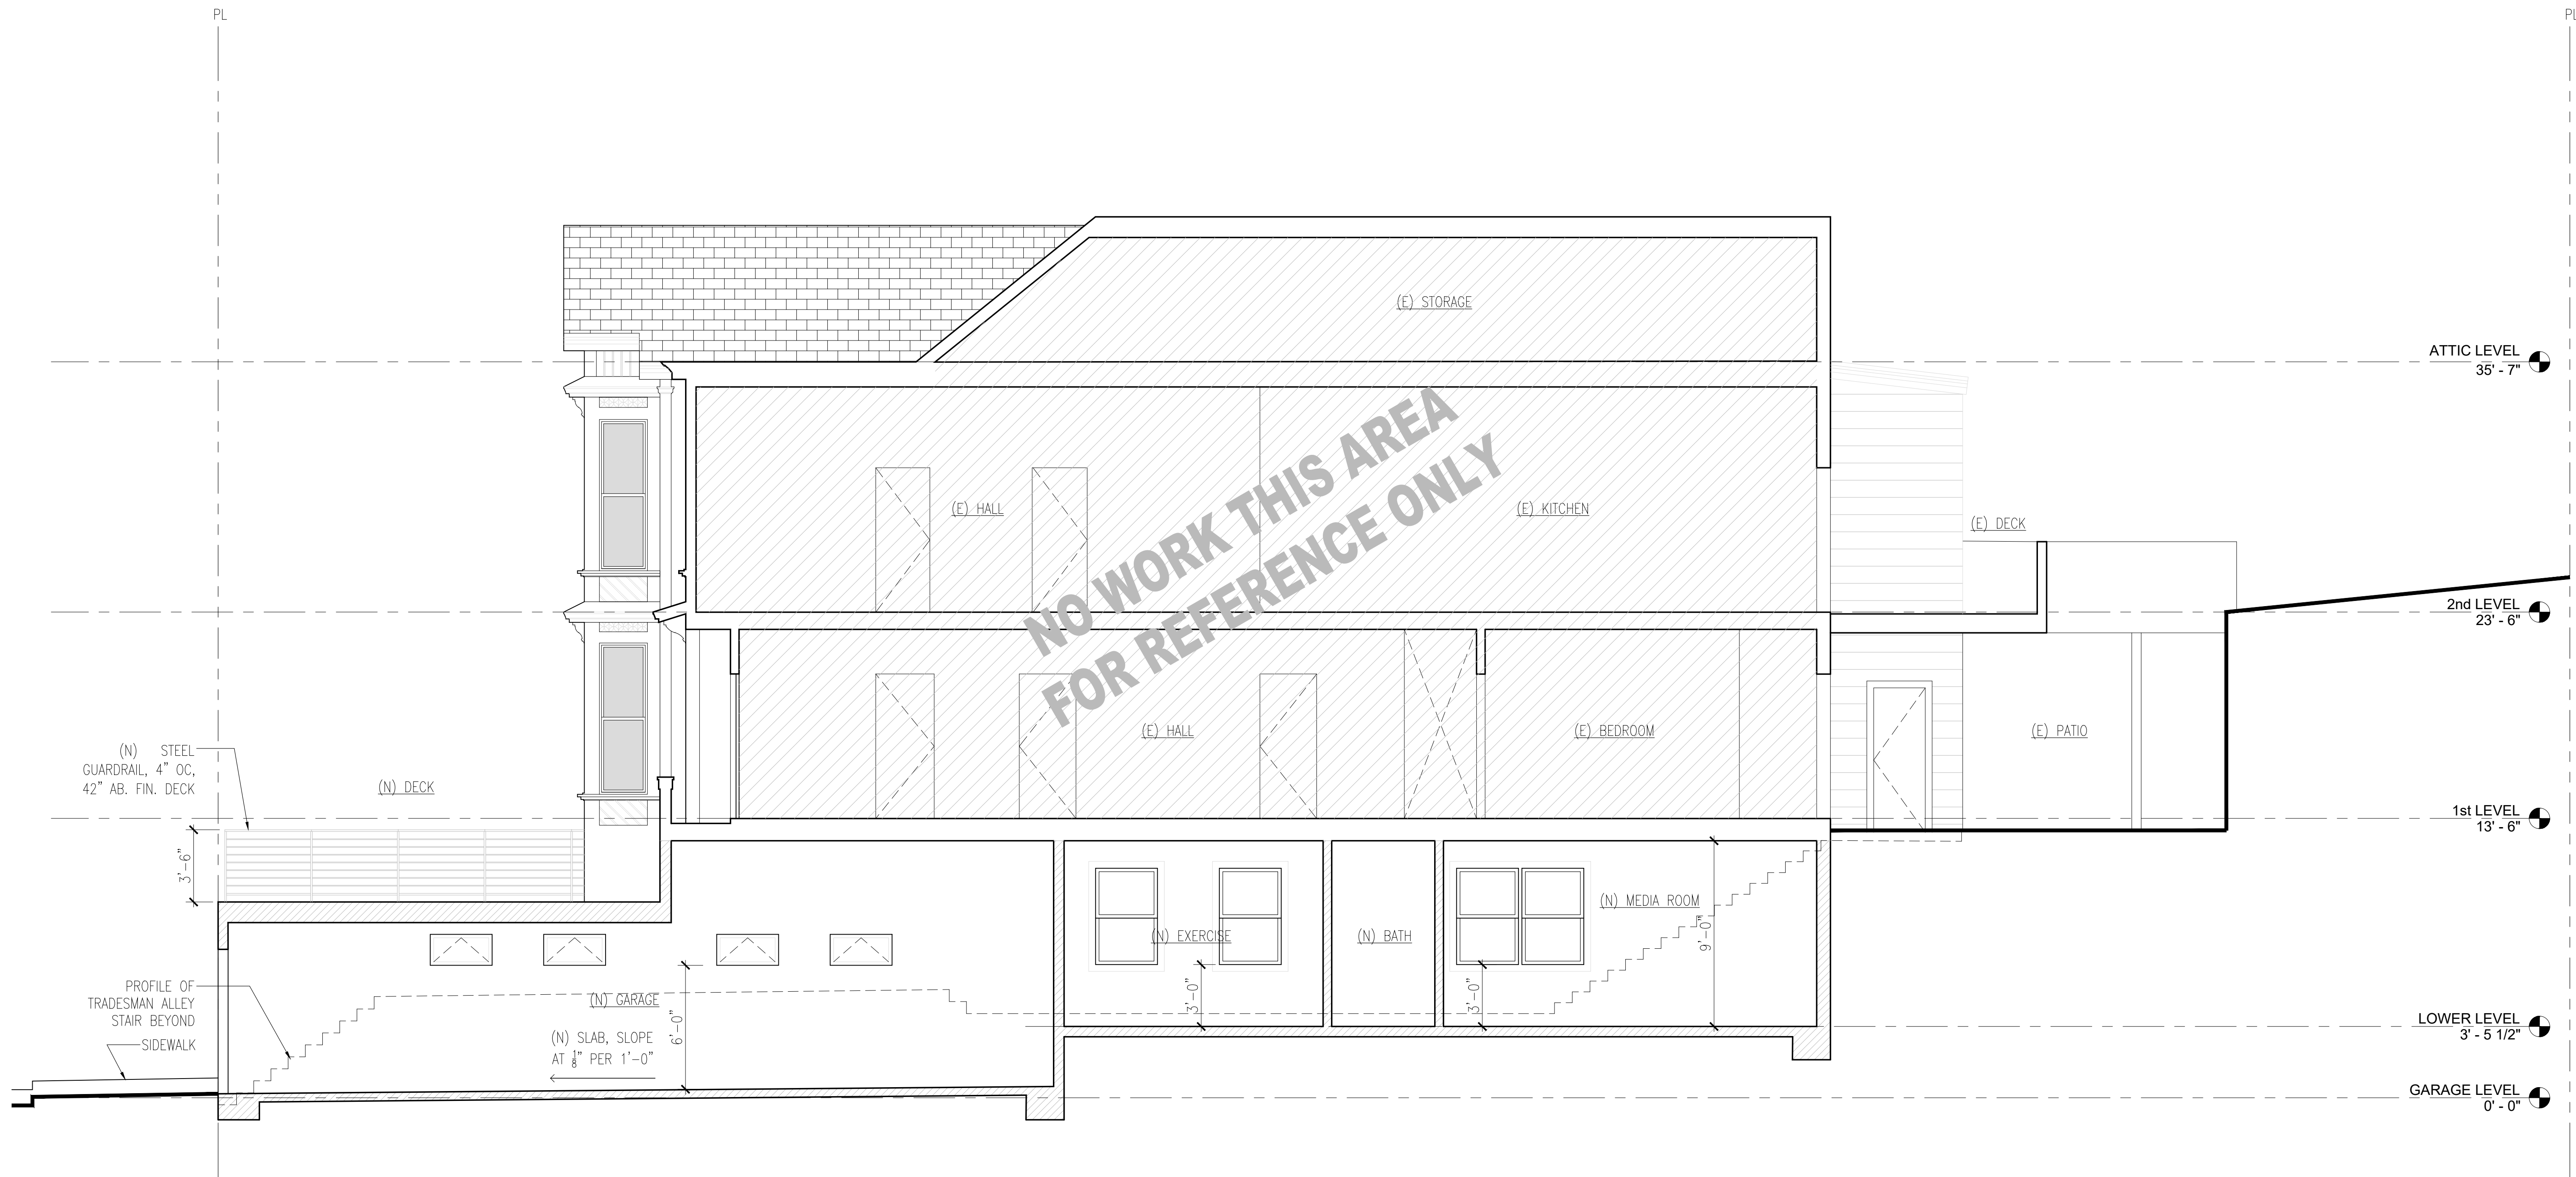 PL
PL
(E) STORAGE
ATTIC LEVEL
35' - 7"
NO WORK THIS AREA
FOR REFERENCE ONLY
(E) HALL
(E) KITCHEN
(E) DECK
2nd LEVEL
23' - 6"
(E) HALL
(E) BEDROOM
(E) PATIO
(N) STEEL
GUARDRAIL, 4" OC,
42" AB. FIN. DECK
(N) DECK
1st LEVEL
13' - 6"
3'-6"
(N) EXERCISE
(N) BATH
(N) MEDIA ROOM
9'-0"
3'-0"
3'-0"
PROFILE OF
TRADESMAN ALLEY
STAIR BEYOND
SIDEWALK
(N) GARAGE
(N) SLAB, SLOPE
AT ⅛" PER 1'-0"
6'-0"
LOWER LEVEL
3' - 5 1/2"
GARAGE LEVEL
0' - 0"